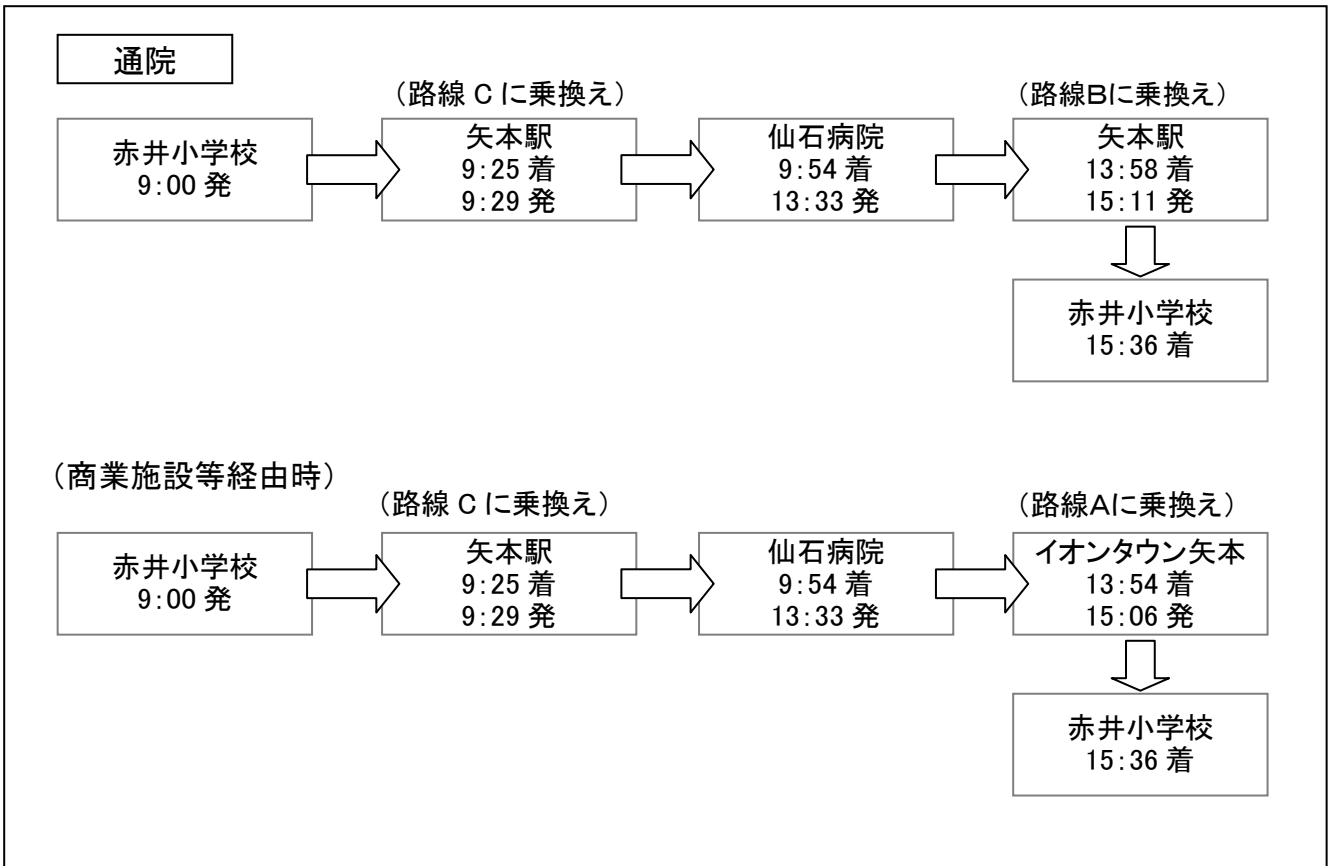 通院
(路線 C に乗換え)
(路線Bに乗換え)
赤井小学校
9:00 発
矢本駅
9:25 着
9:29 発
仙石病院
9:54 着
13:33 発
矢本駅
13:58 着
15:11 発
赤井小学校
15:36 着
(商業施設等経由時)
(路線 C に乗換え)
(路線Aに乗換え)
赤井小学校
9:00 発
矢本駅
9:25 着
9:29 発
仙石病院
9:54 着
13:33 発
イオンタウン矢本
13:54 着
15:06 発
赤井小学校
15:36 着